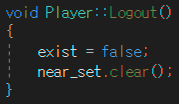 void Player::Logout()
{
    exist = false;
    near_set.clear();
}